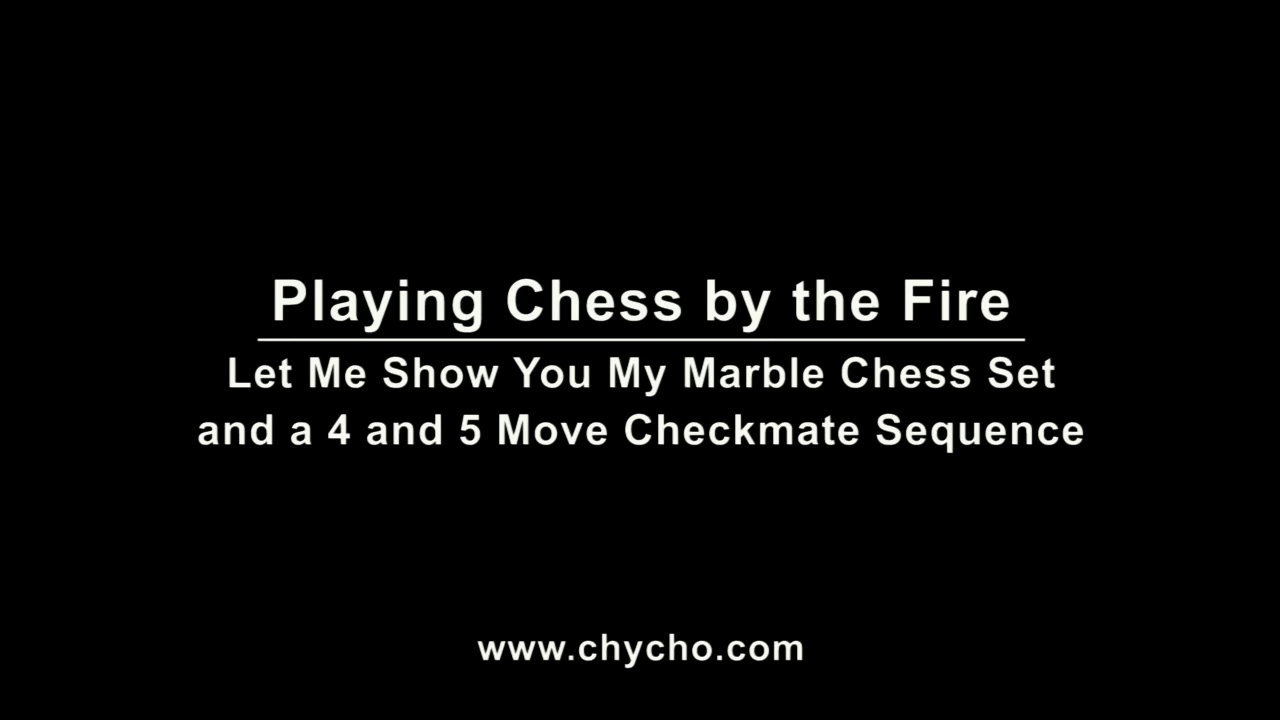 Playing Chess by the Fire
Let Me Show You My Marble Chess Set
and a 4 and 5 Move Checkmate Sequence
www.chycho.com